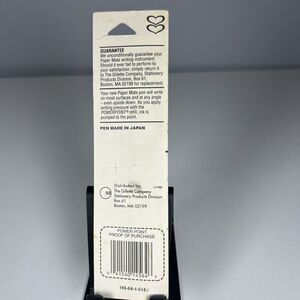 GUARANTEE
We unconditionally guarantee your
Paper Mate writing instrument.
Should it ever fail to perform to
your satisfaction, simply return it
to The Gillette Company, Stationery
Products Division, Box 61,
Boston, MA 02199 for replacement.
Your new Paper Mate pen will write
on most surfaces and at any angle
- even upside down. As you apply
writing pressure with the
POWERPOINT refill, ink is
pumped to the point.
PEN MADE IN JAPAN
Distributed by:
The Gillette Company
Stationery Products Division
Box 61
Boston, MA 02199
POWER POINT
PROOF OF PURCHASE